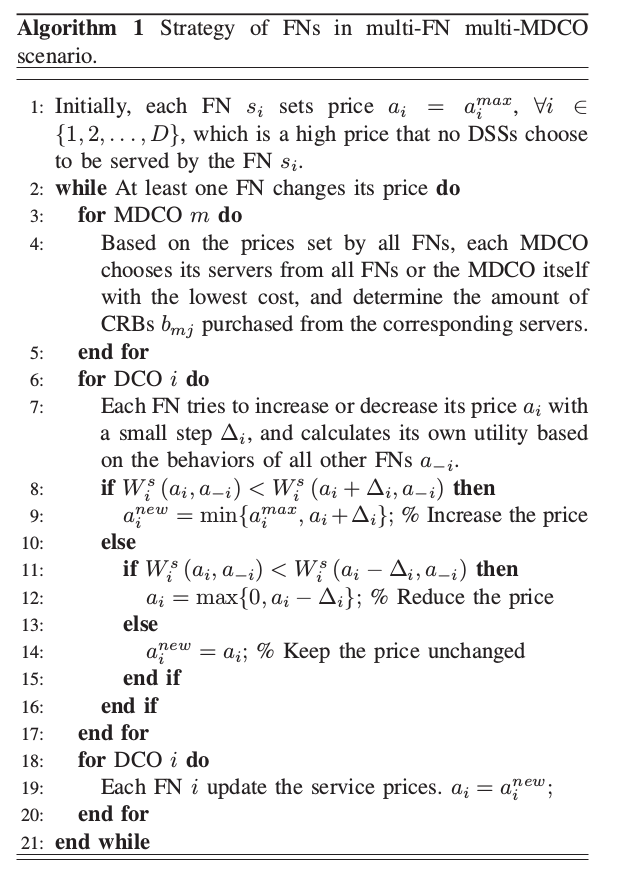 Algorithm 1 Strategy of FNs in multi-FN multi-MDCO
scenario.
1: Initially, each FN $s_i$ sets price $a_i = a_i^{max}$, $\forall i \in$
$\{1, 2, \ldots, D\}$, which is a high price that no DSSs choose
to be served by the FN $s_i$.
2: while At least one FN changes its price do
3: for MDCO $m$ do
4: Based on the prices set by all FNs, each MDCO
chooses its servers from all FNs or the MDCO itself
with the lowest cost, and determine the amount of
CRBs $b_{mj}$ purchased from the corresponding servers.
5: end for
6: for DCO $i$ do
7: Each FN tries to increase or decrease its price $a_i$ with
a small step $\Delta_i$, and calculates its own utility based
on the behaviors of all other FNs $a_{-i}$.
8: if $W_i^s (a_i, a_{-i}) < W_i^s (a_i + \Delta_i, a_{-i})$ then
9: $a_i^{new} = \min\{a_i^{max}, a_i + \Delta_i\}$; % Increase the price
10: else
11: if $W_i^s (a_i, a_{-i}) < W_i^s (a_i - \Delta_i, a_{-i})$ then
12: $a_i = \max\{0, a_i - \Delta_i\}$; % Reduce the price
13: else
14: $a_i^{new} = a_i$; % Keep the price unchanged
15: end if
16: end if
17: end for
18: for DCO $i$ do
19: Each FN $i$ update the service prices. $a_i = a_i^{new}$;
20: end for
21: end while